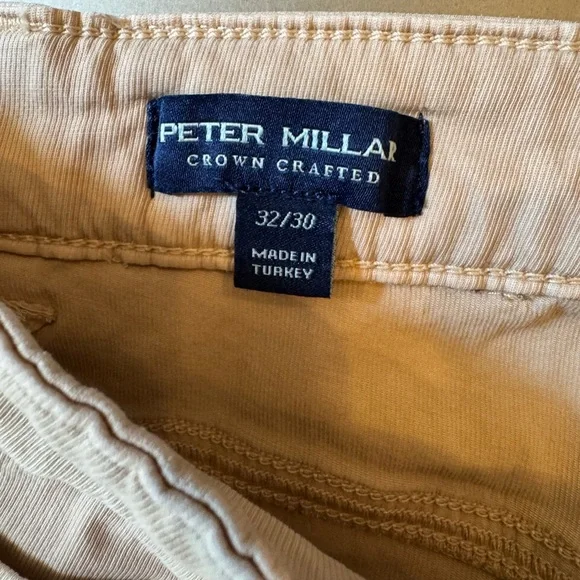 PETER MILLAR
CROWN CRAFTED
32/30
MADE IN
TURKEY